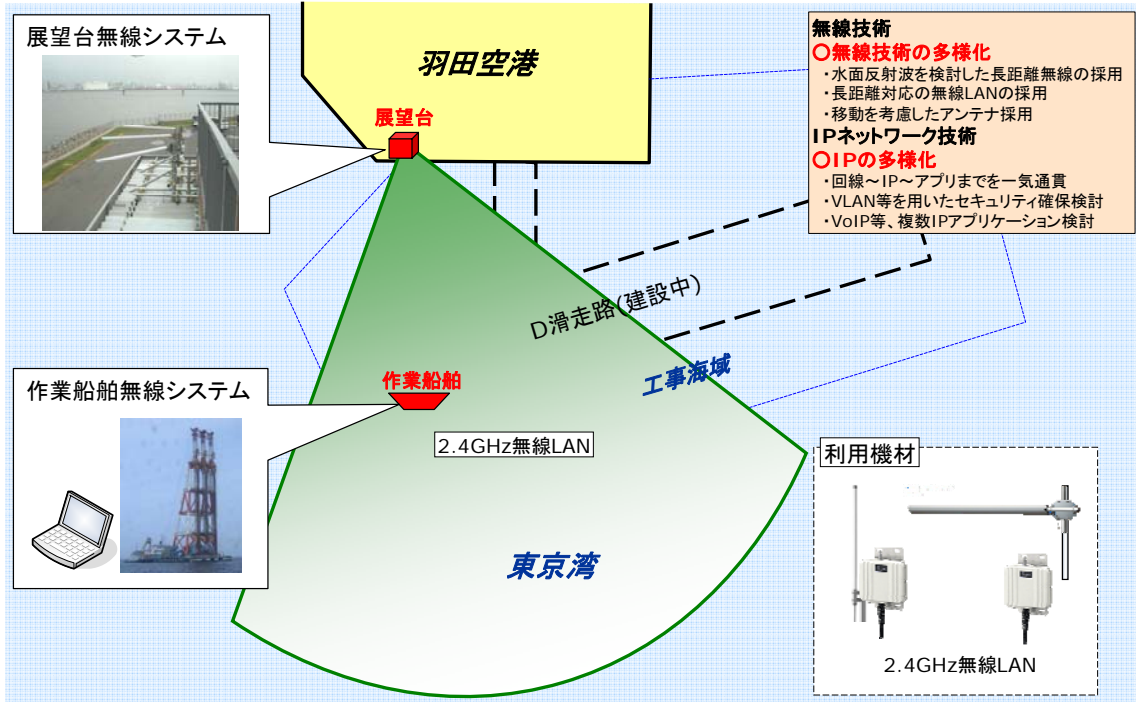 展望台無線システム
羽田空港
展望台
無線技術
〇無線技術の多様化
・水面反射波を検討した長距離無線の採用
・長距離対応の無線LANの採用
・移動を考慮したアンテナ採用
IPネットワーク技術
〇IPの多様化
・回線～IP～アプリまでを一気通貫
・VLAN等を用いたセキュリティ確保検討
・VoIP等、複数IPアプリケーション検討
D滑走路(建設中)
工事海域
作業船舶無線システム
作業船舶
2.4GHz無線LAN
東京湾
利用機材
2.4GHz無線LAN